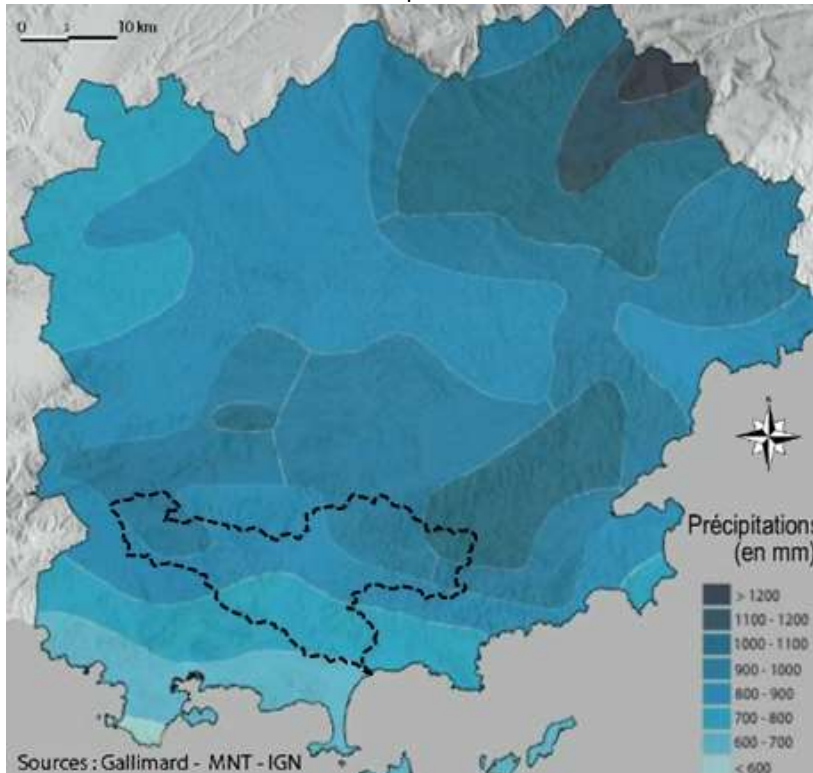 0 5 10 km
N
Précipitations
(en mm)
> 1200
1100 - 1200
1000 - 1100
900 - 1000
800 - 900
700 - 800
600 - 700
< 600
Sources : Gallimard - MNT - IGN